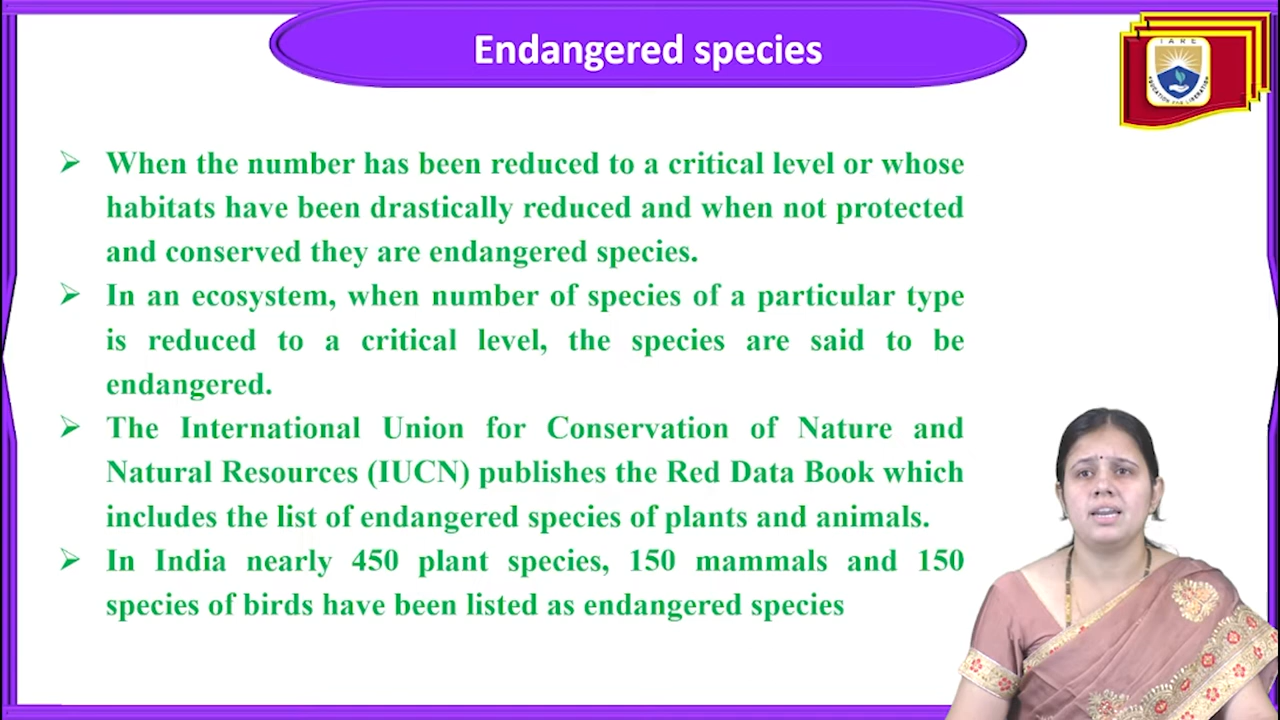 Endangered species
IARE
EDUCATION FOR LIBERATION
➢ When the number has been reduced to a critical level or whose
habitats have been drastically reduced and when not protected
and conserved they are endangered species.
➢ In an ecosystem, when number of species of a particular type
is reduced to a critical level, the species are said to be
endangered.
➢ The International Union for Conservation of Nature and
Natural Resources (IUCN) publishes the Red Data Book which
includes the list of endangered species of plants and animals.
➢ In India nearly 450 plant species, 150 mammals and 150
species of birds have been listed as endangered species